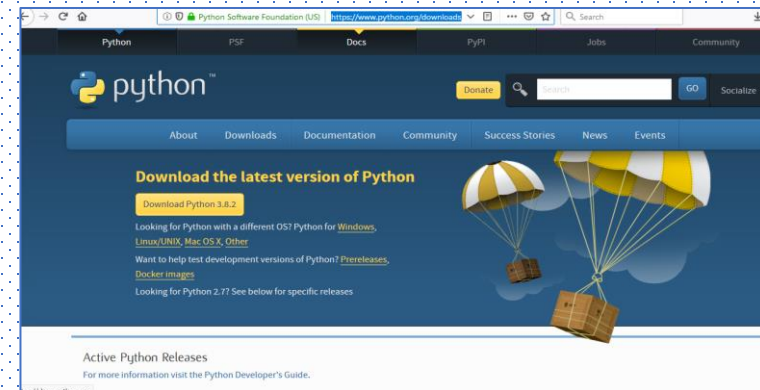 Python Software Foundation (US) https://www.python.org/downloads Search
Python PSF Docs PyPI Jobs Community
python™
Donate Search GO Socialize
About Downloads Documentation Community Success Stories News Events
Download the latest version of Python
Download Python 3.8.2
Looking for Python with a different OS? Python for Windows,
Linux/UNIX, Mac OS X, Other
Want to help test development versions of Python? Prereleases,
Docker images
Looking for Python 2.7? See below for specific releases
Active Python Releases
For more information visit the Python Developer's Guide.